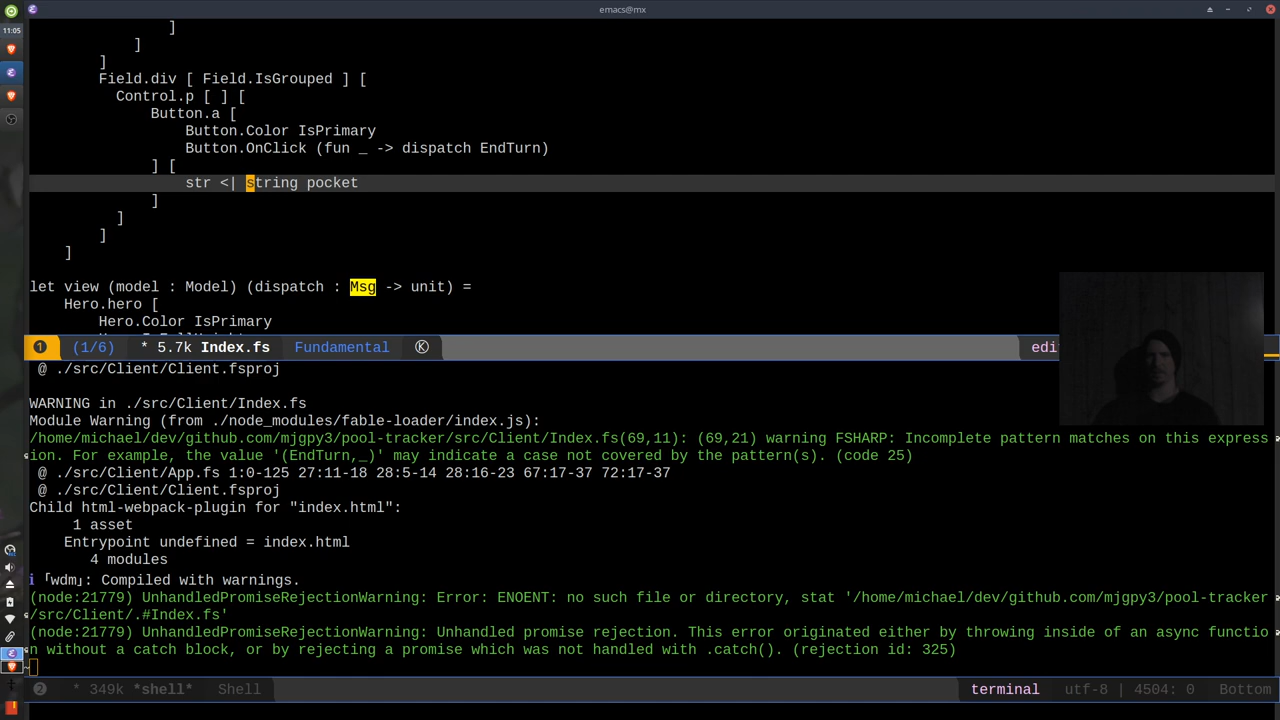 emacs@mx
11:05
]
]
]
Field.div [ Field.IsGrouped ] [
Control.p [ ] [
Button.a [
Button.Color IsPrimary
Button.OnClick (fun _ -> dispatch EndTurn)
] [
str <| string pocket
]
]
]
]
let view (model : Model) (dispatch : Msg -> unit) =
Hero.hero [
Hero.Color IsPrimary
1 (1/6) * 5.7k Index.fs Fundamental K edi
@ ./src/Client/Client.fsproj
WARNING in ./src/Client/Index.fs
Module Warning (from ./node_modules/fable-loader/index.js):
/home/michael/dev/github.com/mjgpy3/pool-tracker/src/Client/Index.fs(69,11): (69,21) warning FSHARP: Incomplete pattern matches on this express
ion. For example, the value '(EndTurn,_)' may indicate a case not covered by the pattern(s). (code 25)
@ ./src/Client/App.fs 1:0-125 27:11-18 28:5-14 28:16-23 67:17-37 72:17-37
@ ./src/Client/Client.fsproj
Child html-webpack-plugin for "index.html":
1 asset
Entrypoint undefined = index.html
4 modules
i ｢wdm｣: Compiled with warnings.
(node:21779) UnhandledPromiseRejectionWarning: Error: ENOENT: no such file or directory, stat '/home/michael/dev/github.com/mjgpy3/pool-tracker
/src/Client/.#Index.fs'
(node:21779) UnhandledPromiseRejectionWarning: Unhandled promise rejection. This error originated either by throwing inside of an async functio
n without a catch block, or by rejecting a promise which was not handled with .catch(). (rejection id: 325)
2 * 349k *shell* Shell terminal utf-8 | 4504: 0 Bottom